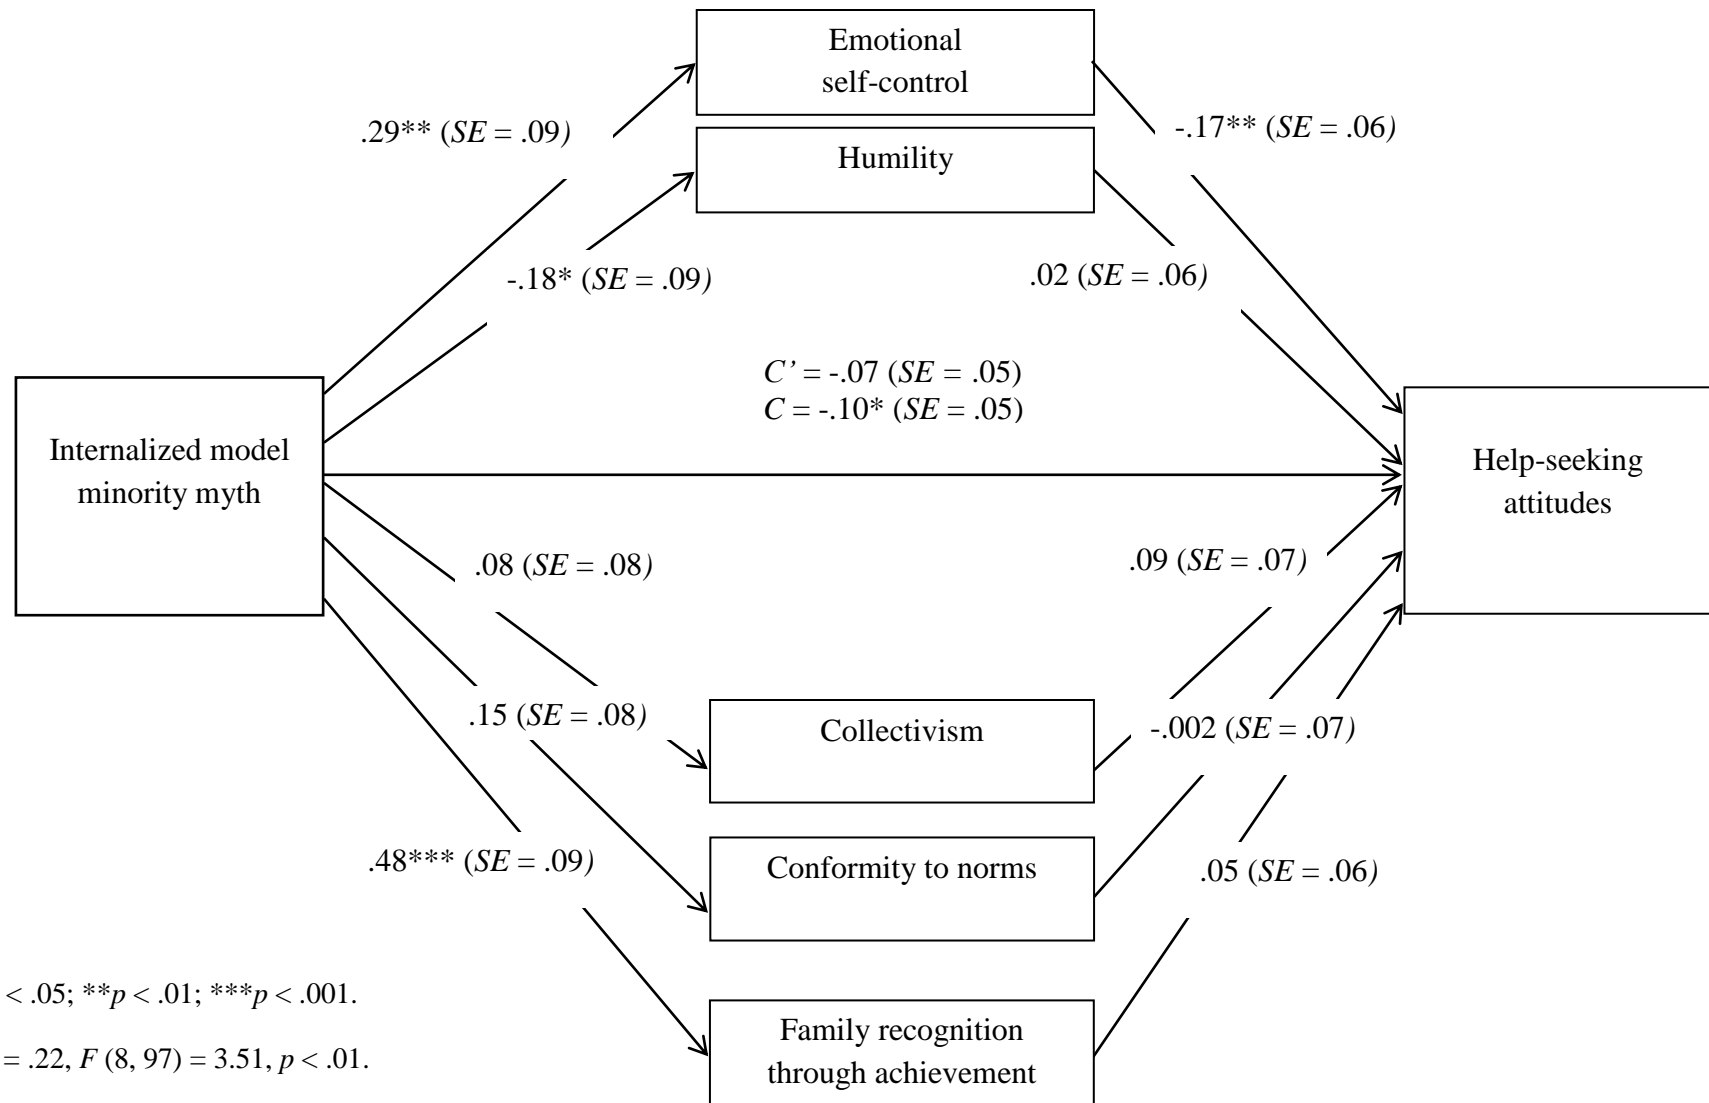 Emotional
self-control
.29** (SE = .09)
-.17** (SE = .06)
Humility
-.18* (SE = .09)
.02 (SE = .06)
C’ = -.07 (SE = .05)
C = -.10* (SE = .05)
Internalized model
minority myth
Help-seeking
attitudes
.08 (SE = .08)
.09 (SE = .07)
.15 (SE = .08)
Collectivism
-.002 (SE = .07)
.48*** (SE = .09)
Conformity to norms
.05 (SE = .06)
< .05; **p < .01; ***p < .001.
Family recognition
through achievement
= .22, F (8, 97) = 3.51, p < .01.